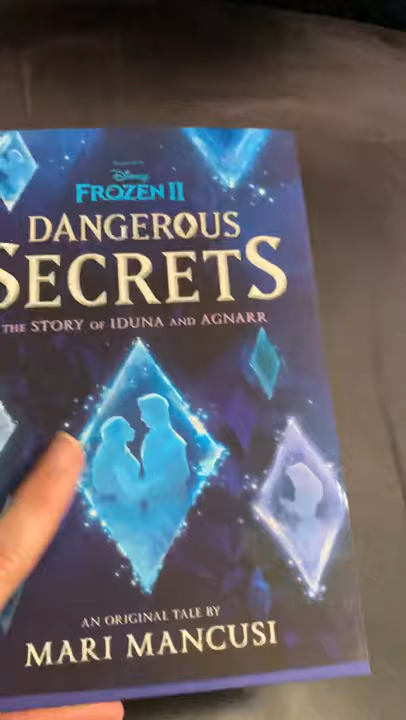 Disney
FROZEN II
DANGEROUS
SECRETS
THE STORY OF IDUNA AND AGNARR
AN ORIGINAL TALE BY
MARI MANCUSI